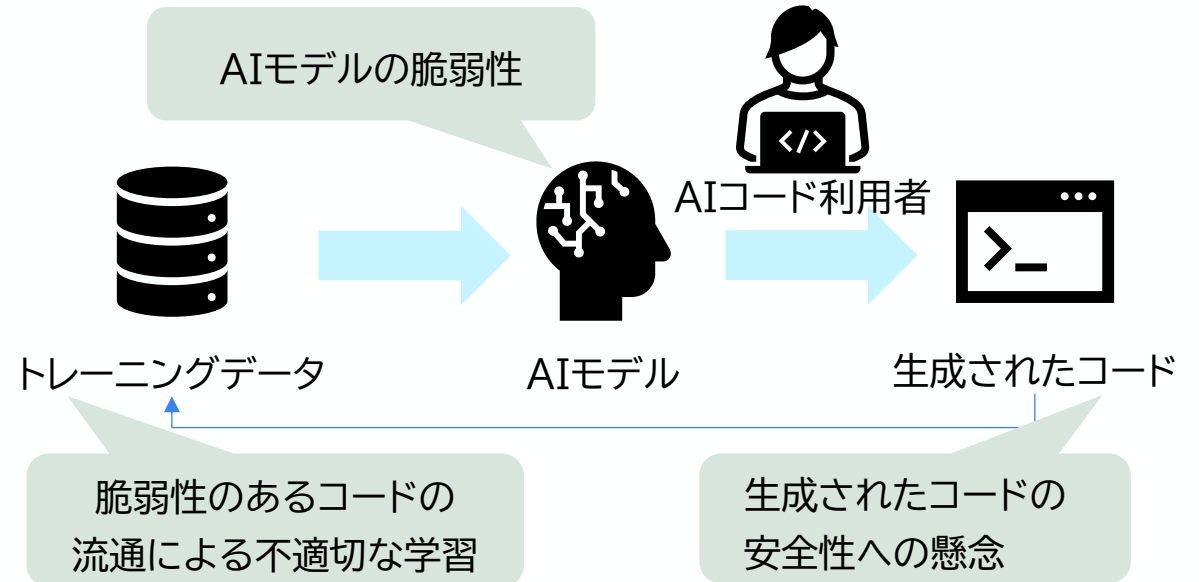 AIモデルの脆弱性
</>
AIコード利用者
>_
トレーニングデータ
AIモデル
生成されたコード
脆弱性のあるコードの
流通による不適切な学習
生成されたコードの
安全性への懸念